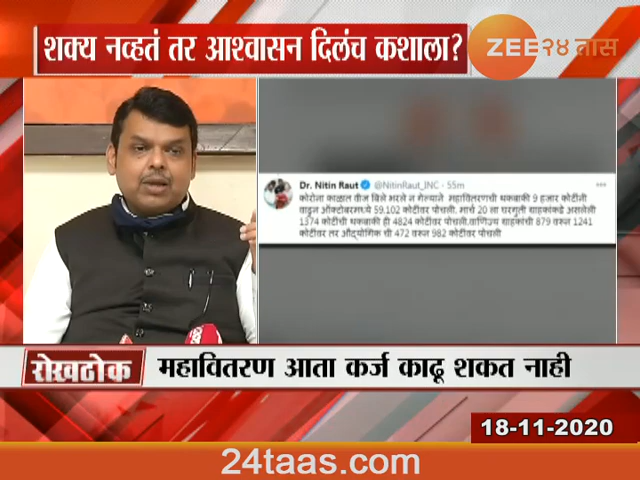 शक्य नव्हतं तर आश्वासन दिलंच कशाला?
ZEE २४ तास
Dr. Nitin Raut @NitinRaut_INC · 55m
कोरोना काळात वीज बिले भरले न गेल्याने महावितरणची थकबाकी 9 हजार कोटींनी
वाढुन ऑक्टोबरमध्ये 59,102 कोटीवर पोचली. मार्च 20 ला घरगुती ग्राहकांकडे असलेली
1374 कोटींची थकबाकी ही 4824 कोटींवर पोचली.वाणिज्य ग्राहकांची 879 वरुन 1241
कोटींवर तर औद्योगिक ची 472 वरुन 982 कोटींवर पोचली
रोखठोक
महावितरण आता कर्ज काढू शकत नाही
18-11-2020
24taas.com